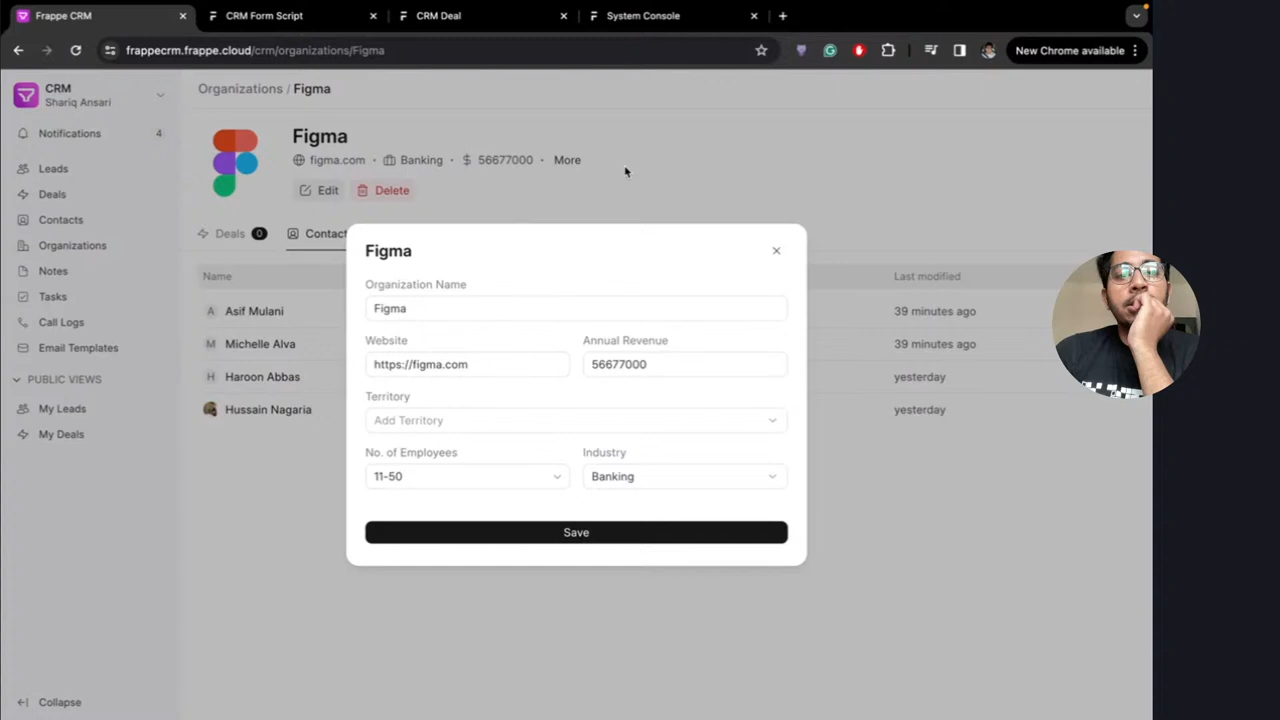 Frappe CRM
CRM Form Script
CRM Deal
System Console
frappecrm.frappe.cloud/crm/organizations/Figma
New Chrome available
CRM
Shariq Ansari
Notifications 4
Leads
Deals
Contacts
Organizations
Notes
Tasks
Call Logs
Email Templates
PUBLIC VIEWS
My Leads
My Deals
Collapse
Organizations / Figma
Figma
figma.com · Banking · $ 56677000 · More
Edit
Delete
Deals 0
Contact
Name
Last modified
A Asif Mulani
39 minutes ago
M Michelle Alva
39 minutes ago
H Haroon Abbas
yesterday
Hussain Nagaria
yesterday
Figma
Organization Name
Figma
Website
Annual Revenue
https://figma.com
56677000
Territory
Add Territory
No. of Employees
Industry
11-50
Banking
Save